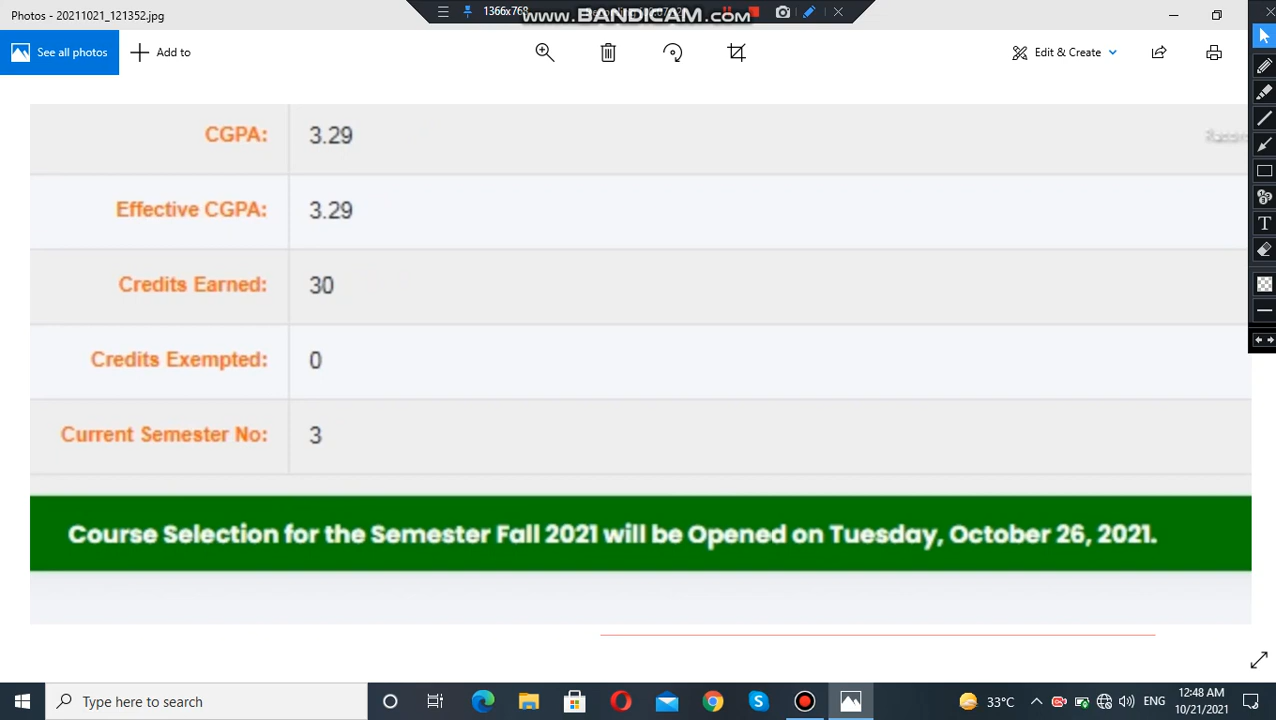 Photos - 20211021_121352.jpg
1366x768
www.BANDICAM.com
See all photos
Add to
Edit & Create
CGPA: 3.29
Effective CGPA: 3.29
Credits Earned: 30
Credits Exempted: 0
Current Semester No: 3
Course Selection for the Semester Fall 2021 will be Opened on Tuesday, October 26, 2021.
Type here to search
33°C
ENG
12:48 AM
10/21/2021